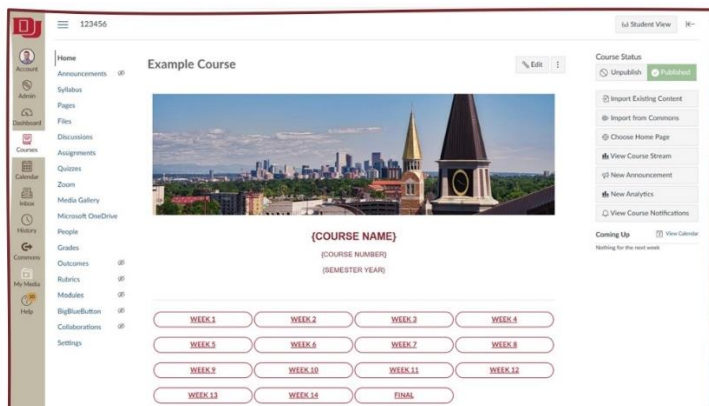 DU
123456
Student View
Account
Admin
Dashboard
Courses
Calendar
Inbox
History
Commons
My Media
Help
Home
Announcements
Syllabus
Pages
Files
Discussions
Assignments
Quizzes
Zoom
Media Gallery
Microsoft OneDrive
People
Grades
Outcomes
Rubrics
Modules
BigBlueButton
Collaborations
Settings
Example Course
Edit
{COURSE NAME}
{COURSE NUMBER}
{SEMESTER YEAR}
WEEK 1 WEEK 2 WEEK 3 WEEK 4
WEEK 5 WEEK 6 WEEK 7 WEEK 8
WEEK 9 WEEK 10 WEEK 11 WEEK 12
WEEK 13 WEEK 14 FINAL
Course Status
Unpublish Published
Import Existing Content
Import from Commons
Choose Home Page
View Course Stream
New Announcement
New Analytics
View Course Notifications
Coming Up View Calendar
Nothing for the next week